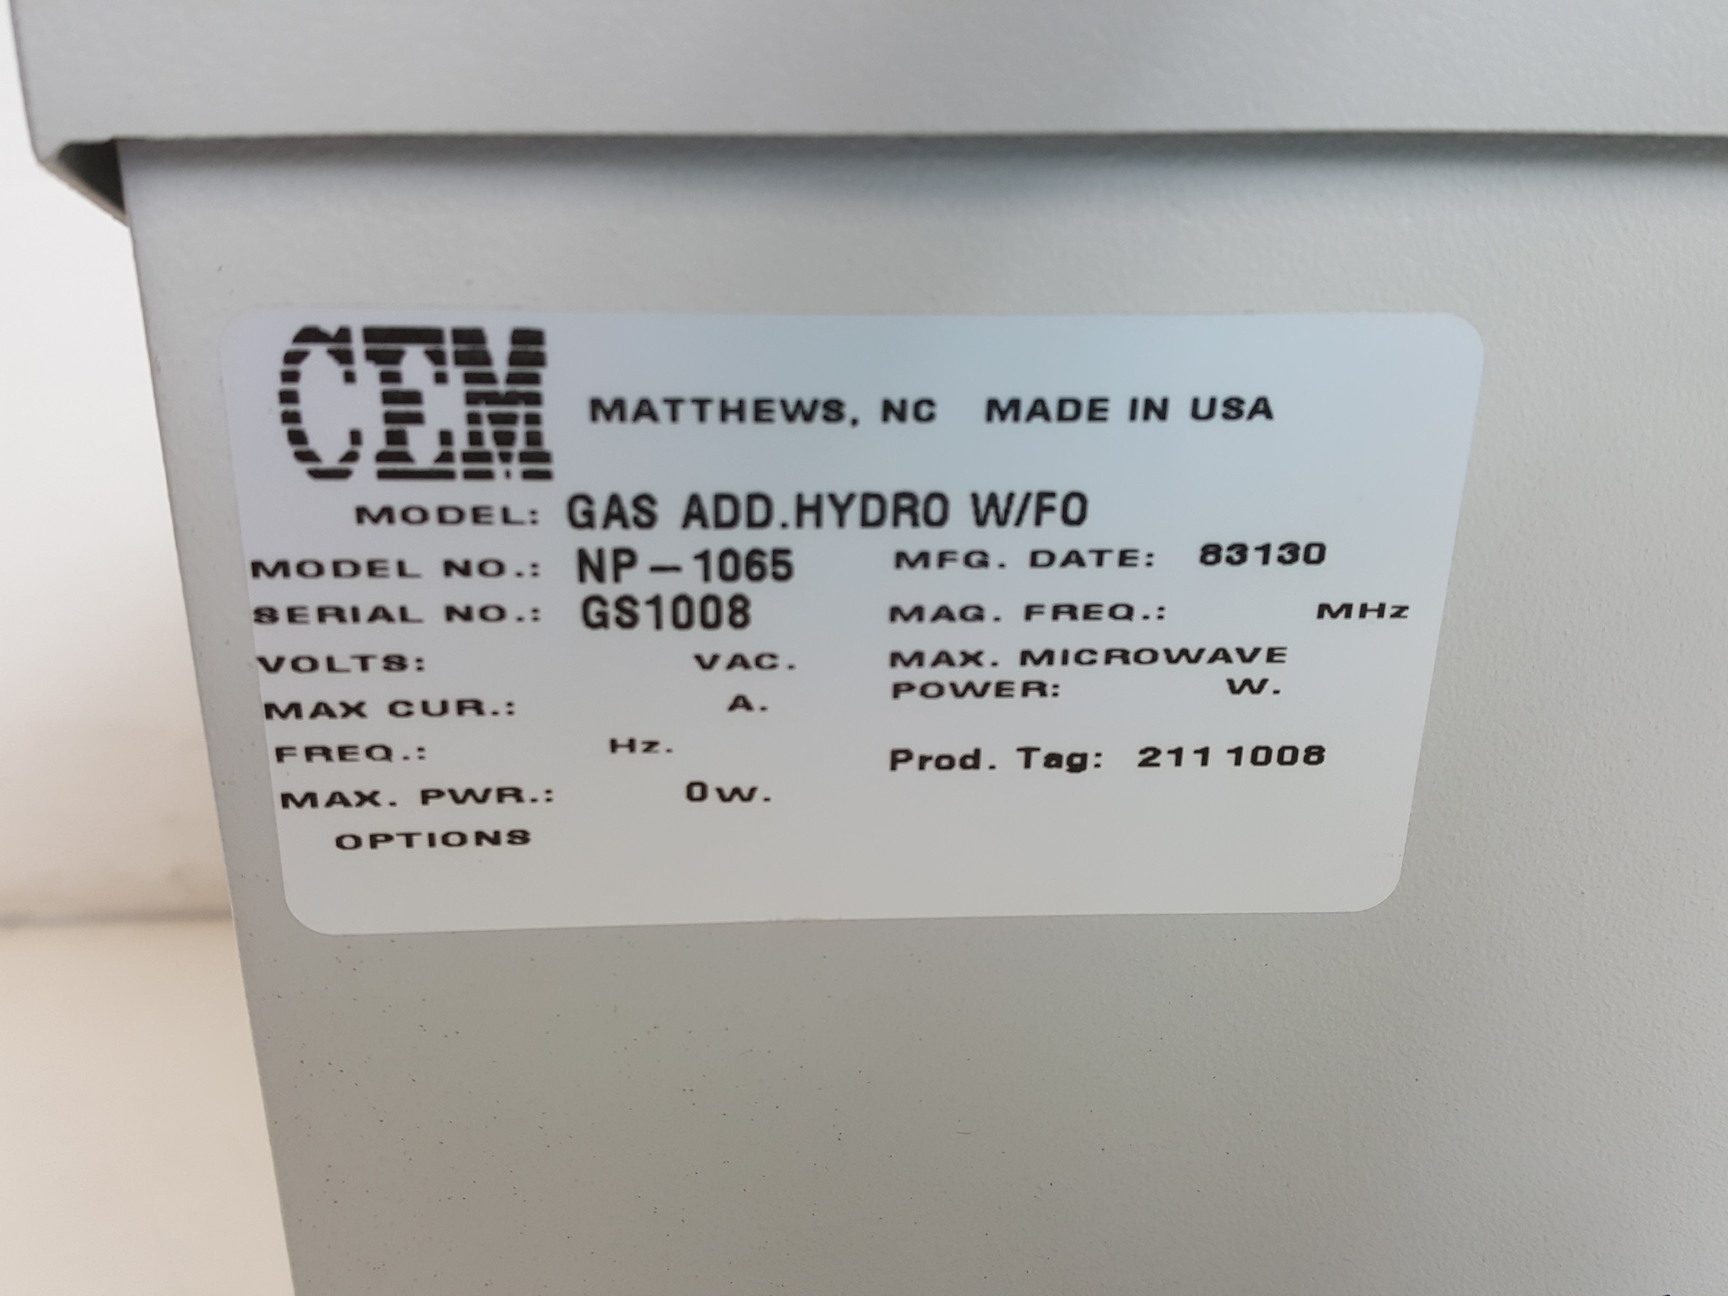 CEM MATTHEWS, NC MADE IN USA
MODEL: GAS ADD.HYDRO W/FO
MODEL NO.: NP-1065 MFG. DATE: 83130
SERIAL NO.: GS1008 MAG. FREQ.: MHz
VOLTS: VAC. MAX. MICROWAVE
POWER: W.
MAX CUR.: A.
FREQ.: Hz.
Prod. Tag: 2111008
MAX. PWR.: 0W.
OPTIONS